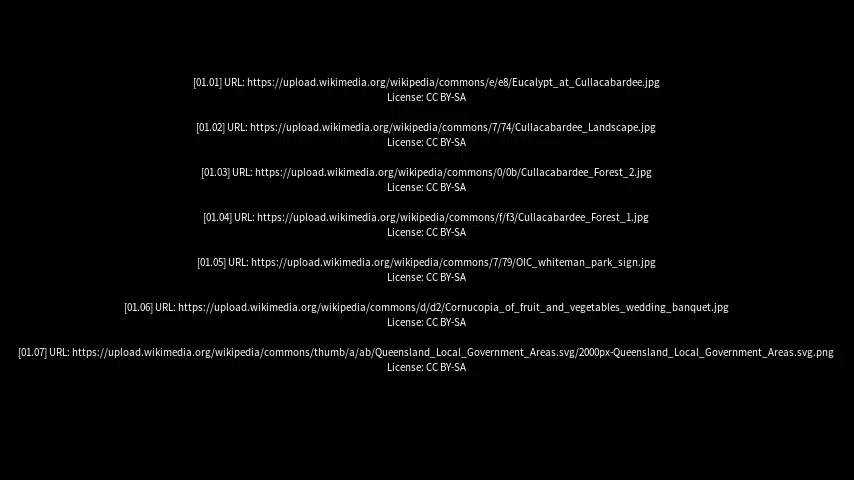 [01.01] URL: https://upload.wikimedia.org/wikipedia/commons/e/e8/Eucalypt_at_Cullacabardee.jpg
License: CC BY-SA
[01.02] URL: https://upload.wikimedia.org/wikipedia/commons/7/74/Cullacabardee_Landscape.jpg
License: CC BY-SA
[01.03] URL: https://upload.wikimedia.org/wikipedia/commons/0/0b/Cullacabardee_Forest_2.jpg
License: CC BY-SA
[01.04] URL: https://upload.wikimedia.org/wikipedia/commons/f/f3/Cullacabardee_Forest_1.jpg
License: CC BY-SA
[01.05] URL: https://upload.wikimedia.org/wikipedia/commons/7/79/OIC_whiteman_park_sign.jpg
License: CC BY-SA
[01.06] URL: https://upload.wikimedia.org/wikipedia/commons/d/d2/Cornucopia_of_fruit_and_vegetables_wedding_banquet.jpg
License: CC BY-SA
[01.07] URL: https://upload.wikimedia.org/wikipedia/commons/thumb/a/ab/Queensland_Local_Government_Areas.svg/2000px-Queensland_Local_Government_Areas.svg.png
License: CC BY-SA